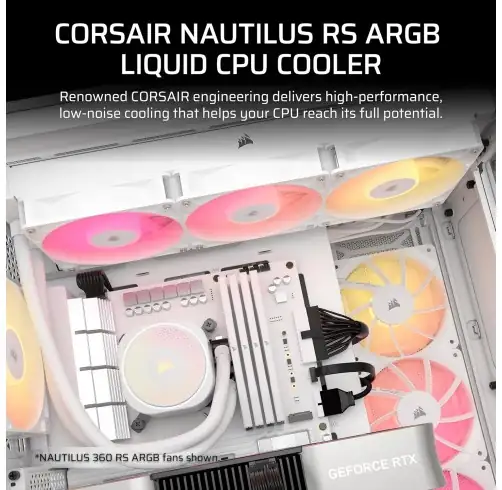 CORSAIR NAUTILUS RS ARGB
LIQUID CPU COOLER
Renowned CORSAIR engineering delivers high-performance,
low-noise cooling that helps your CPU reach its full potential.
*NAUTILUS 360 RS ARGB fans shown.
GEFORCE RTX